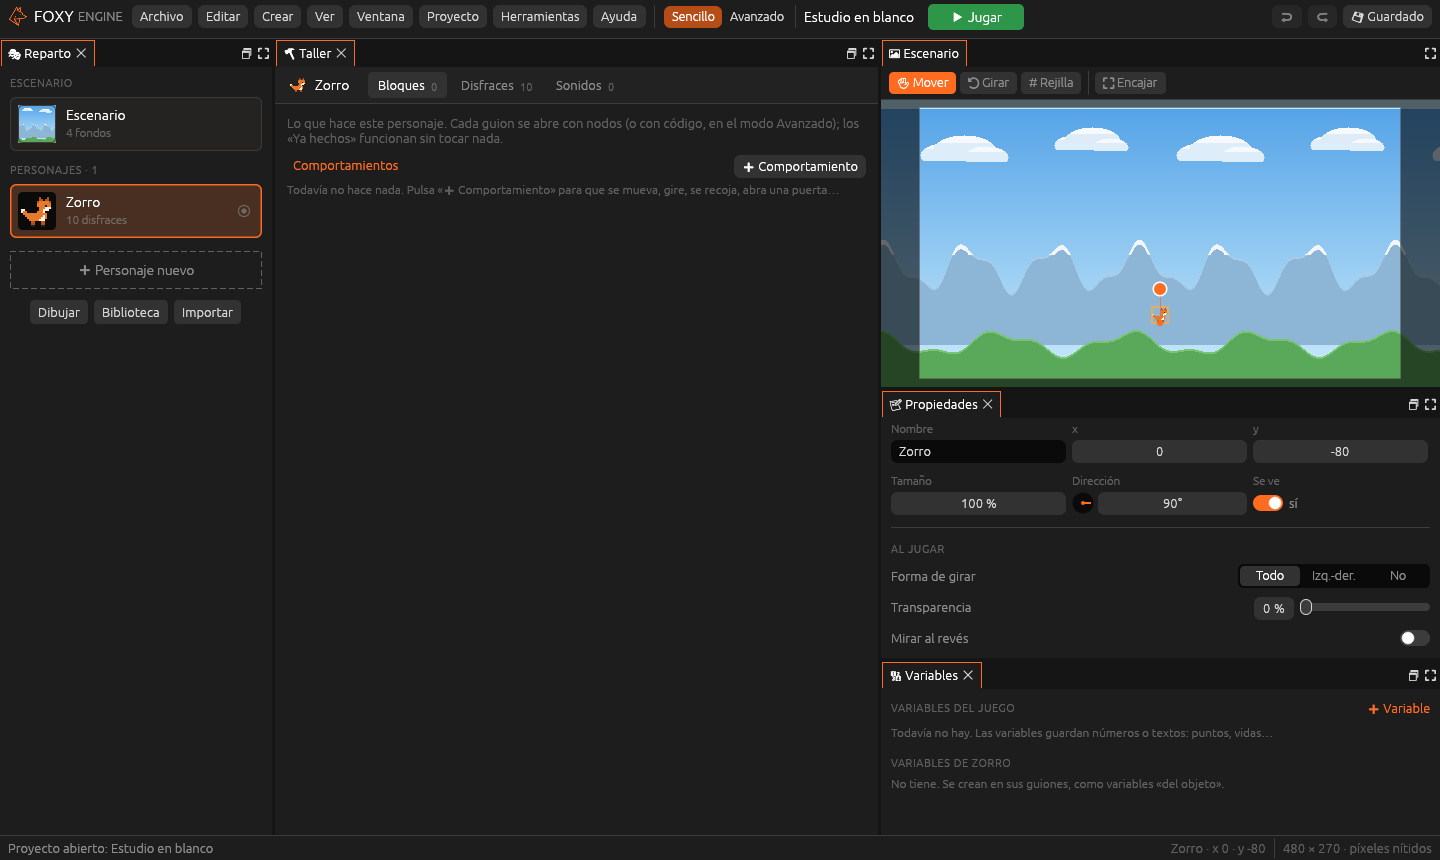 FOXY ENGINE Archivo Editar Crear Ver Ventana Proyecto Herramientas Ayuda Sencillo Avanzado Estudio en blanco Jugar Guardado
Reparto
ESCENARIO
Escenario
4 fondos
PERSONAJES · 1
Zorro
10 disfraces
+ Personaje nuevo
Dibujar Biblioteca Importar
Taller
Zorro Bloques 0 Disfraces 10 Sonidos 0
Lo que hace este personaje. Cada guion se abre con nodos (o con código, en el modo Avanzado); los
«Ya hechos» funcionan sin tocar nada.
Comportamientos + Comportamiento
Todavía no hace nada. Pulsa «+ Comportamiento» para que se mueva, gire, se recoja, abra una puerta…
Escenario
Mover Girar # Rejilla Encajar
Propiedades
Nombre x y
Zorro 0 -80
Tamaño Dirección Se ve
100 % 90° sí
AL JUGAR
Forma de girar Todo Izq.-der. No
Transparencia 0 %
Mirar al revés
Variables
VARIABLES DEL JUEGO + Variable
Todavía no hay. Las variables guardan números o textos: puntos, vidas…
VARIABLES DE ZORRO
No tiene. Se crean en sus guiones, como variables «del objeto».
Proyecto abierto: Estudio en blanco Zorro · x 0 · y -80 480 × 270 · píxeles nítidos